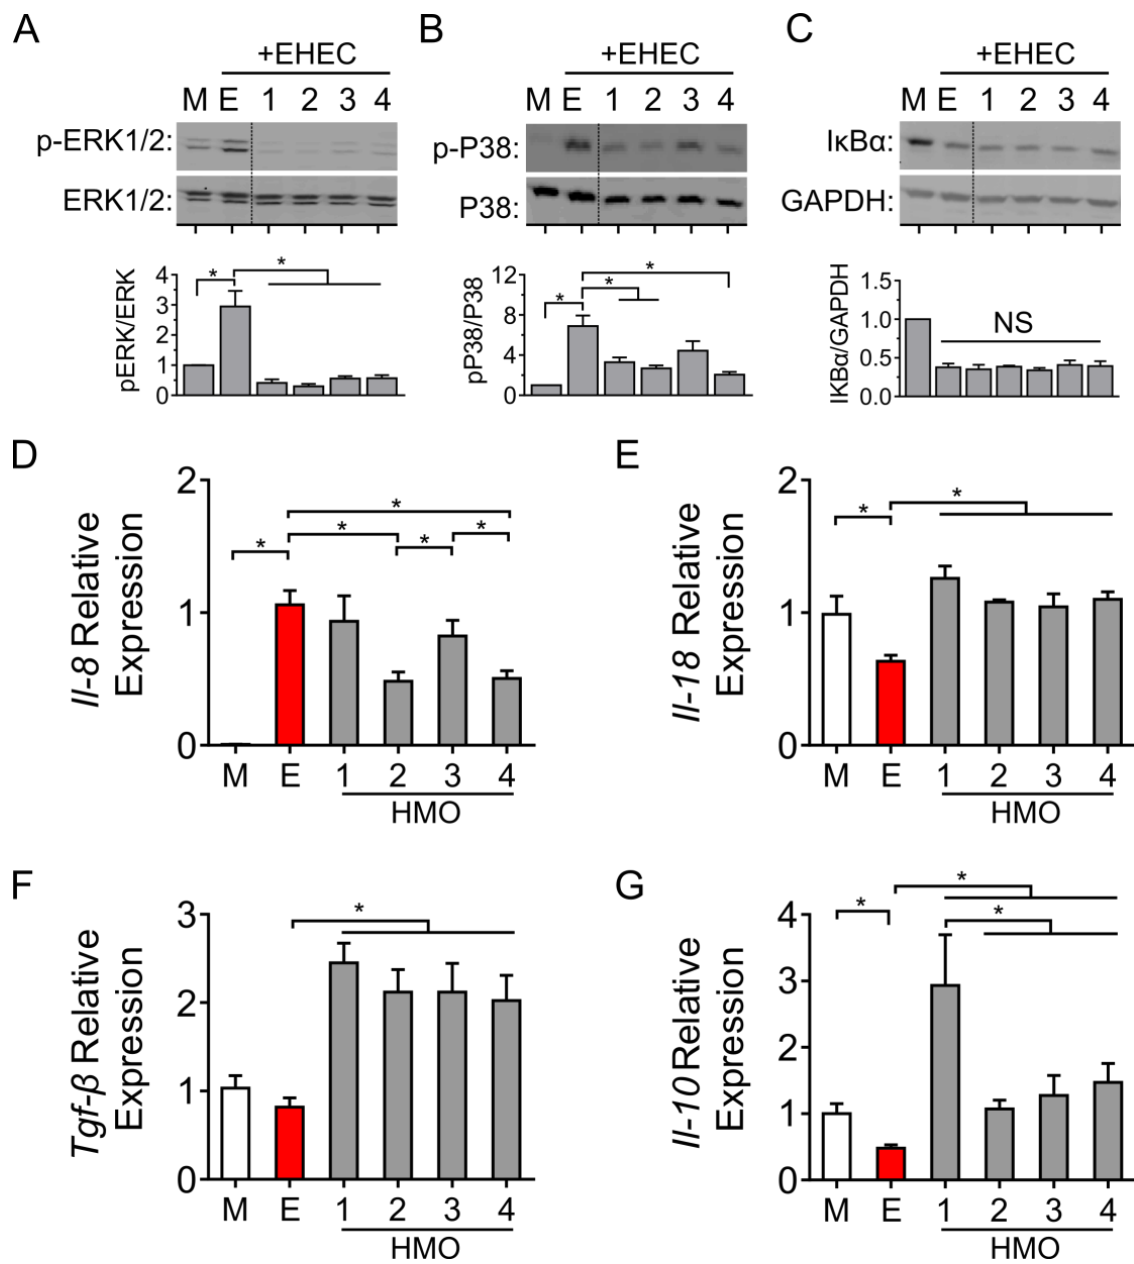 A
+EHEC
M E 1 2 3 4
p-ERK1/2:
ERK1/2:
pERK/ERK
4
3
2
1
0
*
*
B
+EHEC
M E 1 2 3 4
p-P38:
P38:
pP38/P38
12
8
4
0
*
*
*
C
+EHEC
M E 1 2 3 4
IκBα:
GAPDH:
IKBα/GAPDH
1.5
1.0
0.5
0.0
NS
D
Il-8 Relative
Expression
2
1
0
*
*
*
*
*
M E 1 2 3 4
HMO
E
Il-18 Relative
Expression
2
1
0
*
*
M E 1 2 3 4
HMO
F
Tgf-β Relative
Expression
3
2
1
0
*
M E 1 2 3 4
HMO
G
Il-10 Relative
Expression
4
3
2
1
0
*
*
*
M E 1 2 3 4
HMO